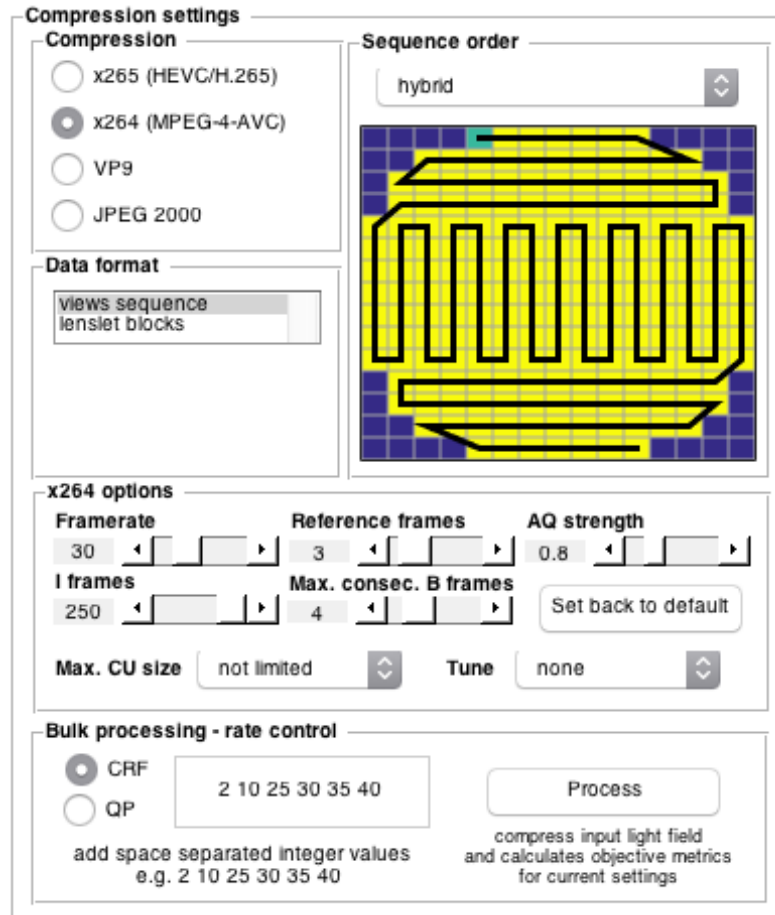 Compression settings
Compression
x265 (HEVC/H.265)
x264 (MPEG-4-AVC)
VP9
JPEG 2000
Sequence order
hybrid
Data format
views sequence
lenslet blocks
x264 options
Framerate
30
Reference frames
3
AQ strength
0.8
I frames
250
Max. consec. B frames
4
Set back to default
Max. CU size
not limited
Tune
none
Bulk processing - rate control
CRF
QP
2 10 25 30 35 40
add space separated integer values
e.g. 2 10 25 30 35 40
Process
compress input light field
and calculates objective metrics
for current settings